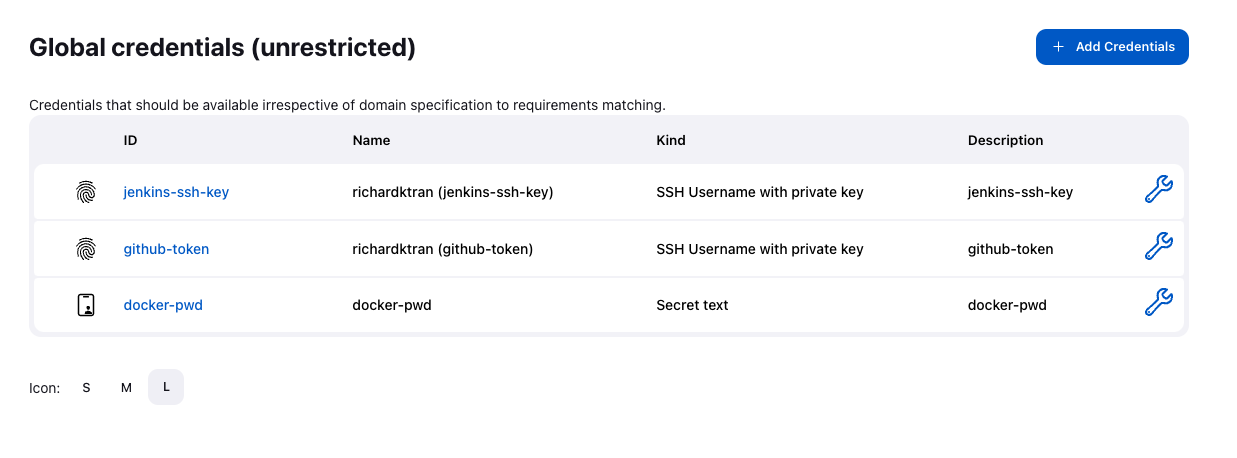 Global credentials (unrestricted)
+ Add Credentials
Credentials that should be available irrespective of domain specification to requirements matching.
ID Name Kind Description
jenkins-ssh-key richardktran (jenkins-ssh-key) SSH Username with private key jenkins-ssh-key
github-token richardktran (github-token) SSH Username with private key github-token
docker-pwd docker-pwd Secret text docker-pwd
Icon: S M L